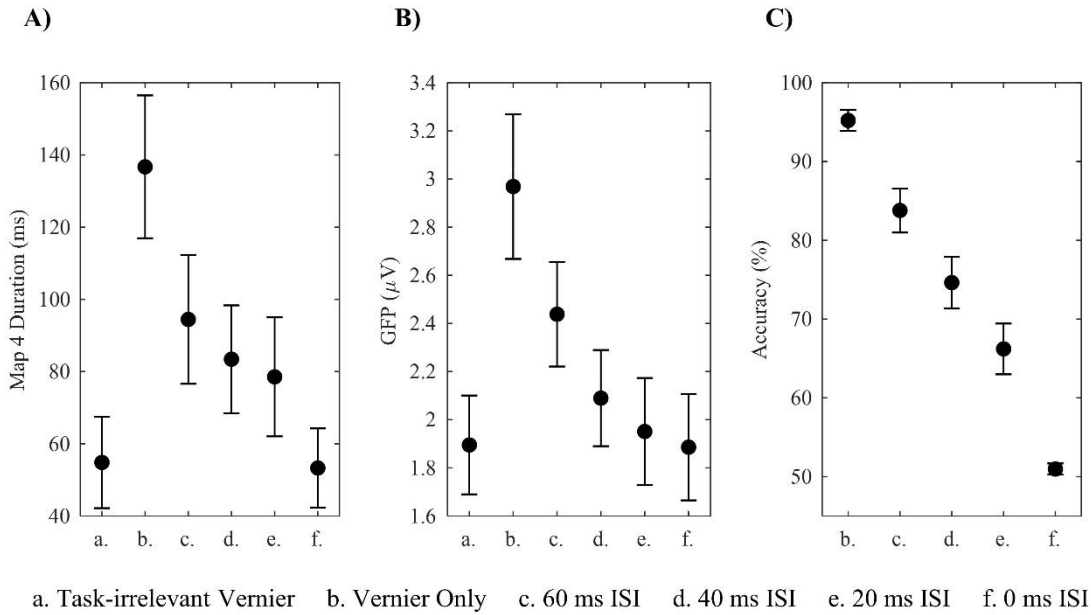 A) B) C)
160
140
120
100
80
60
40
Map 4 Duration (ms)
a. b. c. d. e. f.
3.4
3.2
3
2.8
2.6
2.4
2.2
2
1.8
1.6
GFP (μV)
a. b. c. d. e. f.
100
90
80
70
60
50
Accuracy (%)
b. c. d. e. f.
a. Task-irrelevant Vernier b. Vernier Only c. 60 ms ISI d. 40 ms ISI e. 20 ms ISI f. 0 ms ISI